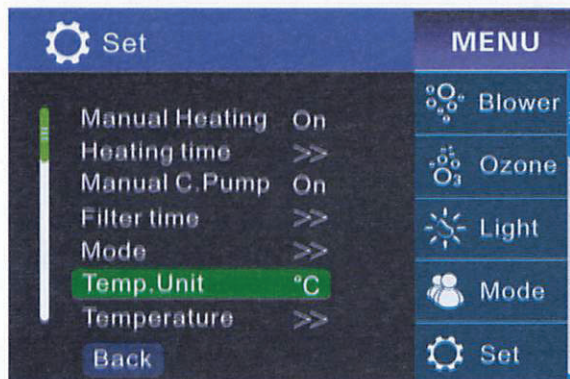 Set
Manual Heating On
Heating time >>
Manual C.Pump On
Filter time >>
Mode >>
Temp.Unit °C
Temperature >>
Back
MENU
Blower
O₃ Ozone
Light
Mode
Set